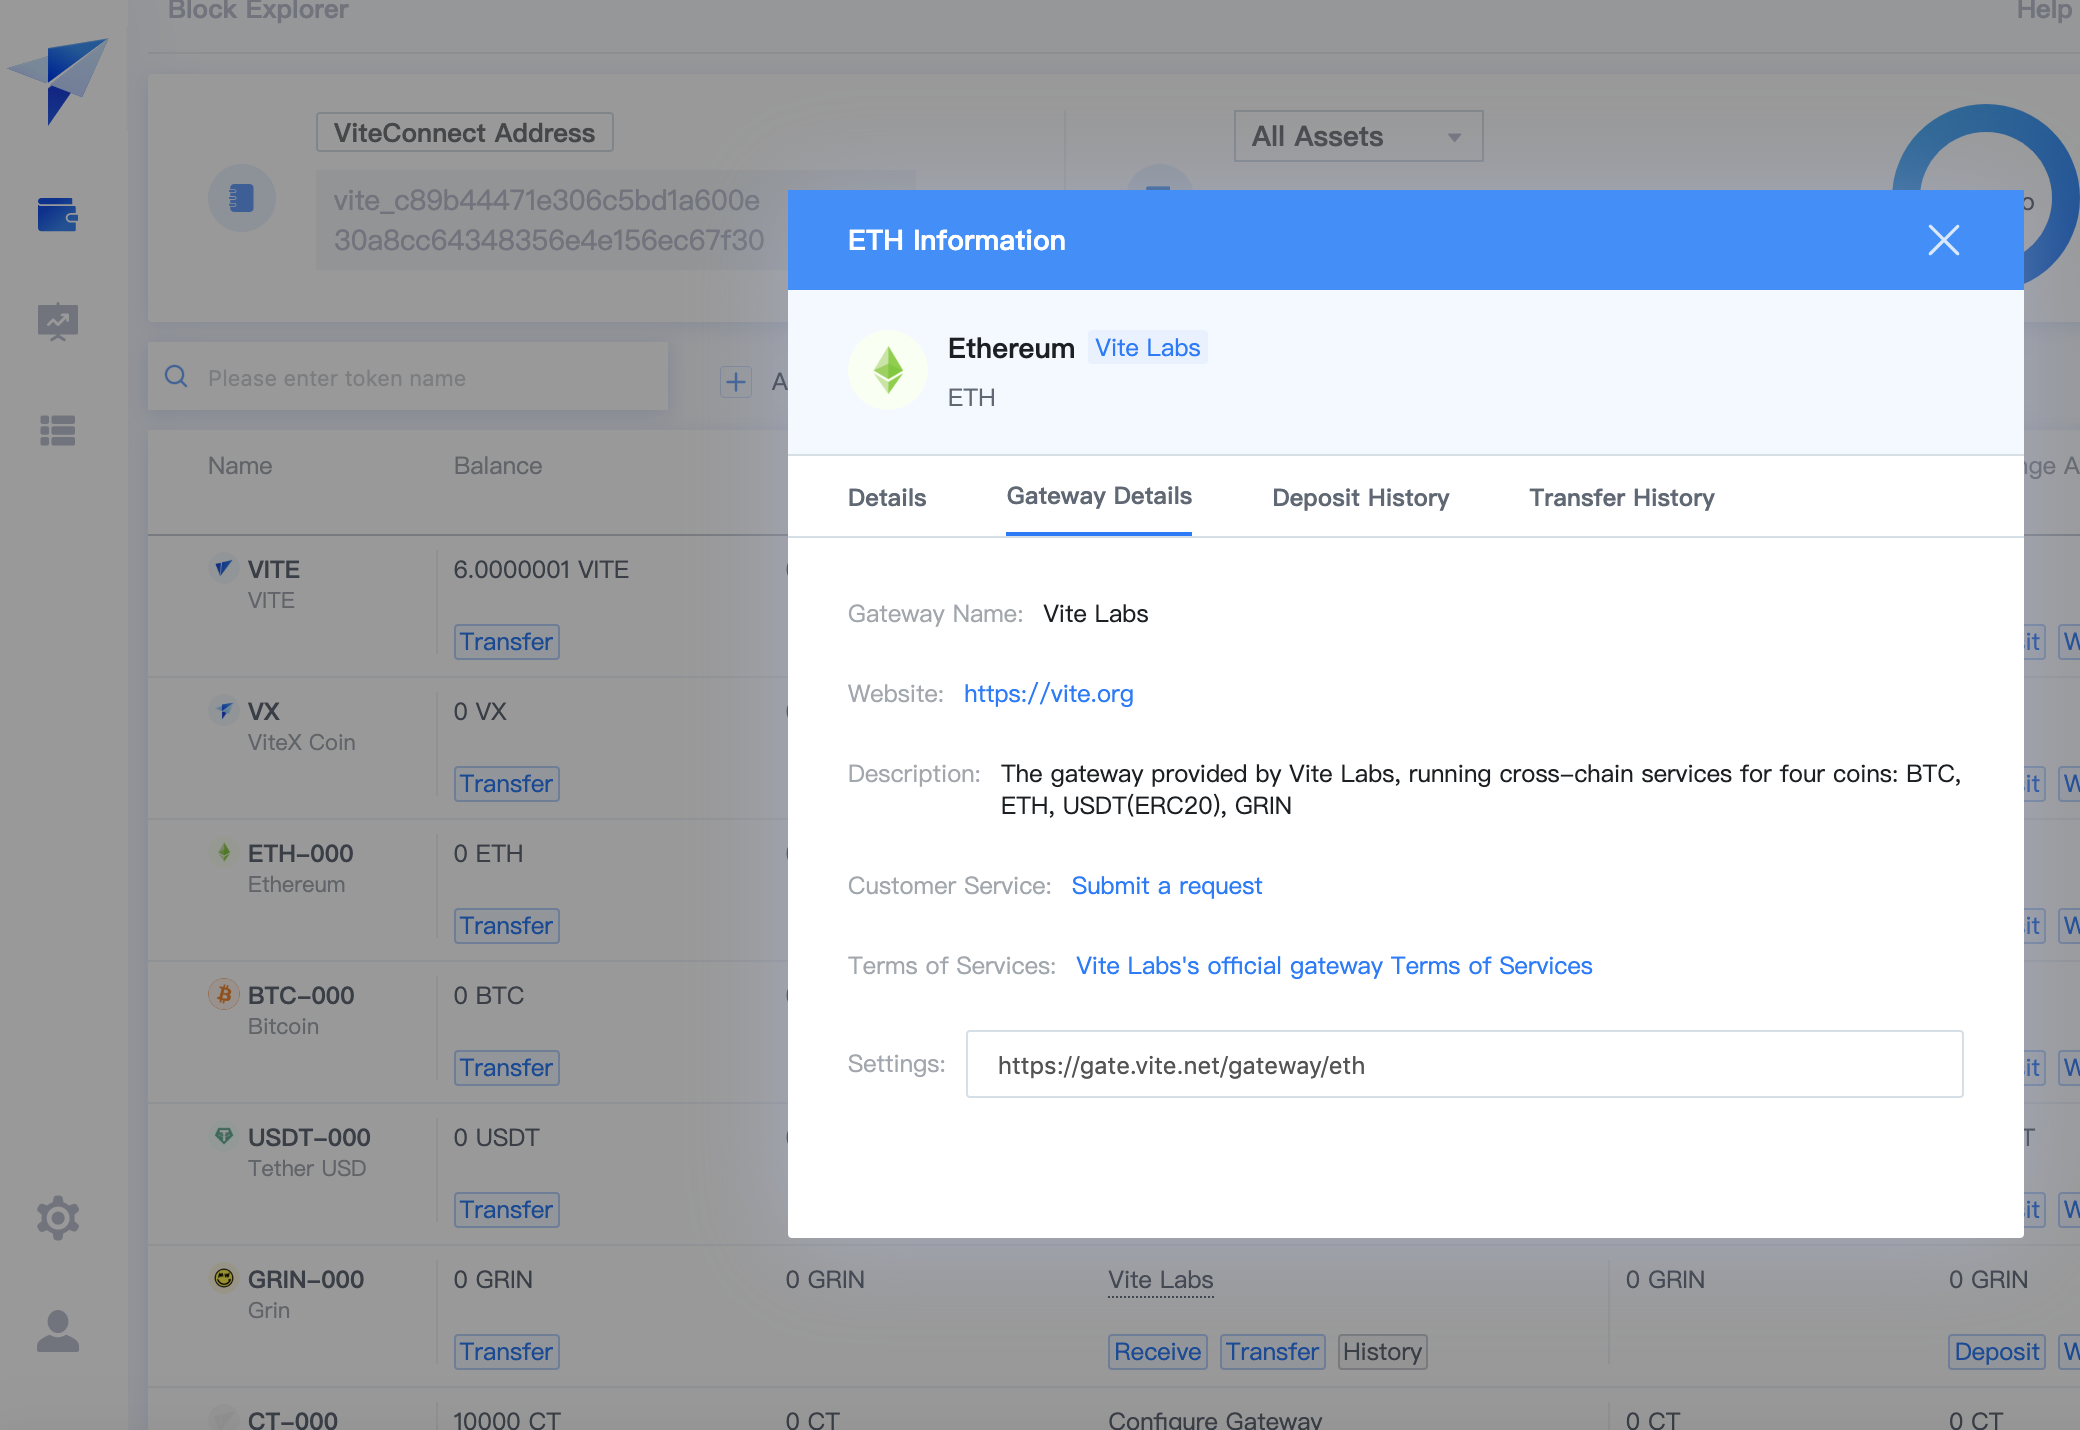 Block Explorer
Help
ViteConnect Address
All Assets
vite_c89b44471e306c5bd1a600e
30a8cc64348356e4e156ec67f30
ETH Information
Ethereum Vite Labs
ETH
Please enter token name
Details Gateway Details Deposit History Transfer History
Name Balance
Gateway Name: Vite Labs
Website: https://vite.org
Description: The gateway provided by Vite Labs, running cross-chain services for four coins: BTC,
ETH, USDT(ERC20), GRIN
Customer Service: Submit a request
Terms of Services: Vite Labs's official gateway Terms of Services
Settings: https://gate.vite.net/gateway/eth
VITE 6.0000001 VITE
VITE
Transfer
VX 0 VX
ViteX Coin
Transfer
ETH-000 0 ETH
Ethereum
Transfer
BTC-000 0 BTC
Bitcoin
Transfer
USDT-000 0 USDT
Tether USD
Transfer
GRIN-000 0 GRIN 0 GRIN Vite Labs 0 GRIN 0 GRIN
Grin
Transfer Receive Transfer History Deposit
CT-000 10000 CT 0 CT Configure Gateway 0 CT 0 CT